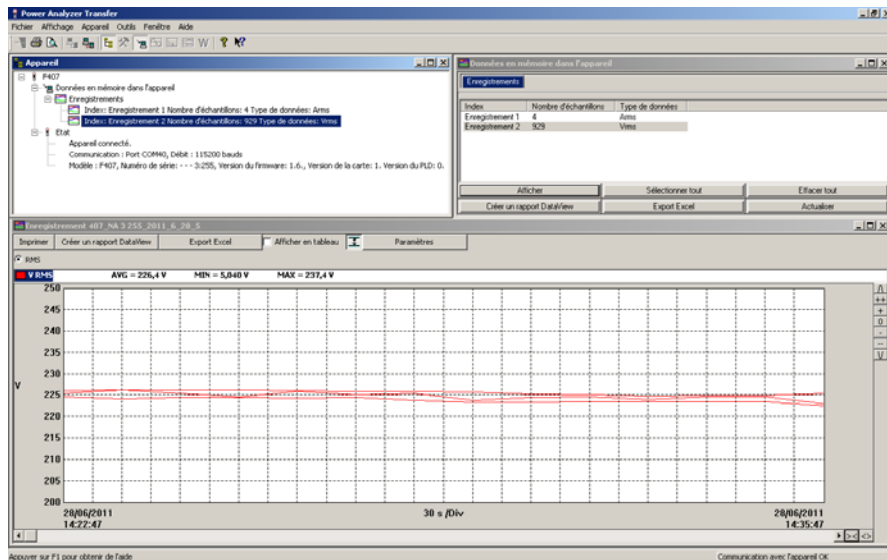 Power Analyzer Transfer
Fichier Affichage Appareil Outils Fenêtre Aide
W
Appareil
F407
Données en mémoire dans l'appareil
Enregistrements
Index: Enregistrement 1 Nombre d'échantillons: 4 Type de données: Arms
Index: Enregistrement 2 Nombre d'échantillons: 929 Type de données: Vrms
Etat
Appareil connecté.
Communication : Port COM40, Débit : 115200 bauds
Modèle : F407, Numéro de série: - - - 3:255, Version du firmware: 1.6., Version de la carte: 1. Version du PLD: 0.
Données en mémoire dans l'appareil
Enregistrements
Index Nombre d'échantillons Type de données
Enregistrement 1 4 Arms
Enregistrement 2 929 Vrms
Afficher Sélectionner tout Effacer tout
Créer un rapport DataView Export Excel Actualiser
Enregistrement 407_NA 3 255_2011_6_28_5
Imprimer Créer un rapport DataView Export Excel Afficher en tableau Paramètres
RMS
V RMS AVG = 226,4 V MIN = 5,040 V MAX = 237,4 V
250
245
240
235
230
V
225
220
215
210
205
200
28/06/2011 30 s /Div 28/06/2011
14:22:47 14:35:47
++
+
0
-
--
Appuyer sur F1 pour obtenir de l'aide Communication avec l'appareil OK